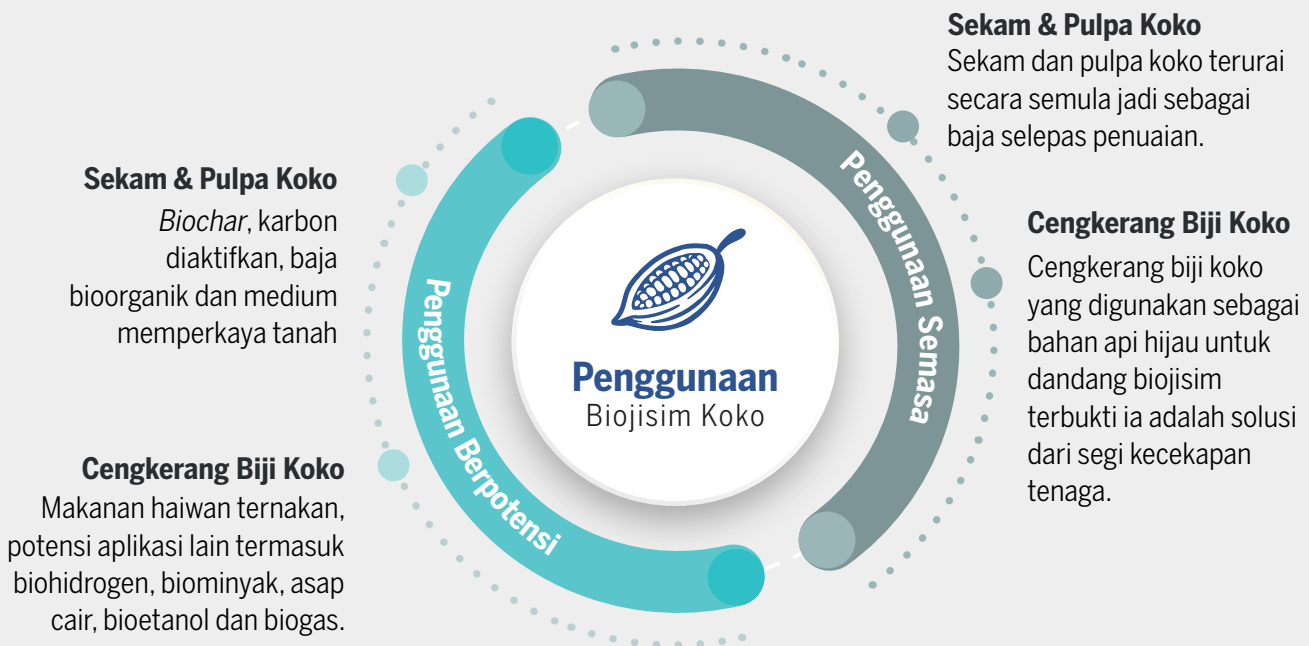 Sekam & Pulpa Koko
Sekam dan pulpa koko terurai
secara semula jadi sebagai
baja selepas penuaian.
Cengkerang Biji Koko
Cengkerang biji koko
yang digunakan sebagai
bahan api hijau untuk
dandang biojisim
terbukti ia adalah solusi
dari segi kecekapan
tenaga.
Penggunaan Semasa
Penggunaan
Biojisim Koko
Penggunaan Berpotensi
Sekam & Pulpa Koko
Biochar, karbon
diaktifkan, baja
bioorganik dan medium
memperkaya tanah
Cengkerang Biji Koko
Makanan haiwan ternakan,
potensi aplikasi lain termasuk
biohidrogen, biominyak, asap
cair, bioetanol dan biogas.